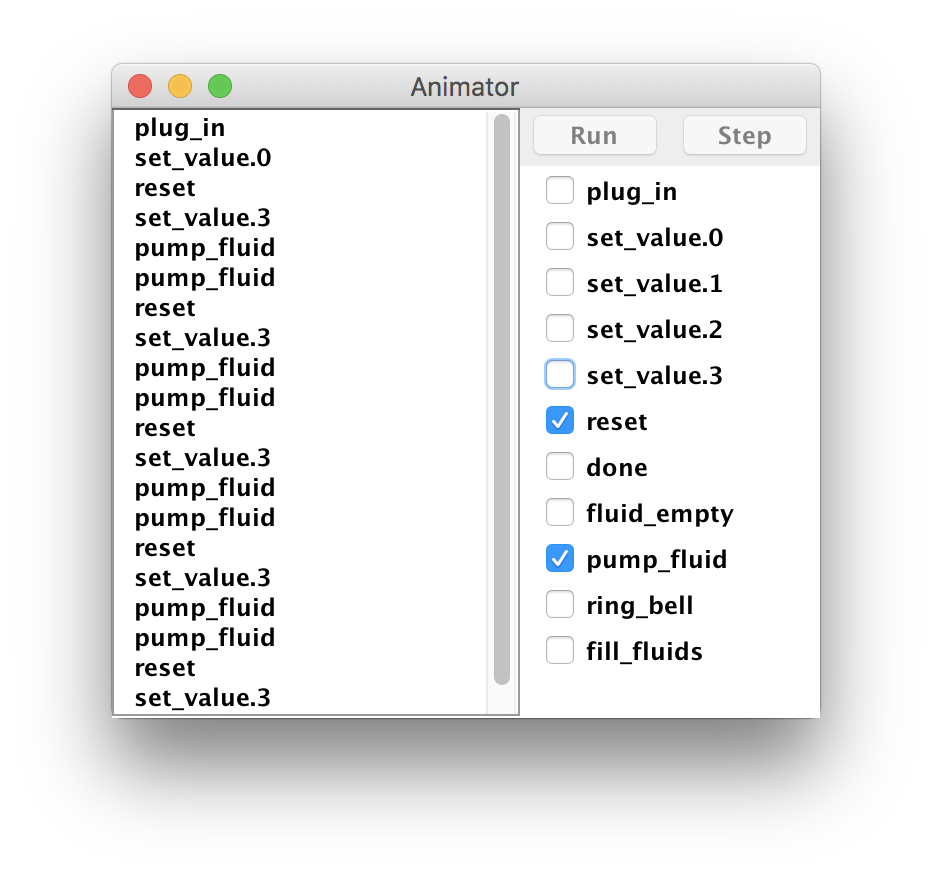 Animator
plug_in
set_value.0
reset
set_value.3
pump_fluid
pump_fluid
reset
set_value.3
pump_fluid
pump_fluid
reset
set_value.3
pump_fluid
pump_fluid
reset
set_value.3
pump_fluid
pump_fluid
reset
set_value.3
Run Step
plug_in
set_value.0
set_value.1
set_value.2
set_value.3
reset
done
fluid_empty
pump_fluid
ring_bell
fill_fluids